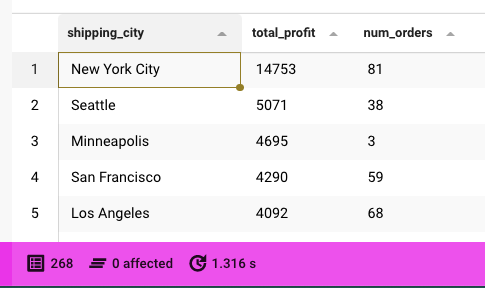 shipping_city total_profit num_orders
1 New York City 14753 81
2 Seattle 5071 38
3 Minneapolis 4695 3
4 San Francisco 4290 59
5 Los Angeles 4092 68
268 0 affected 1.316 s